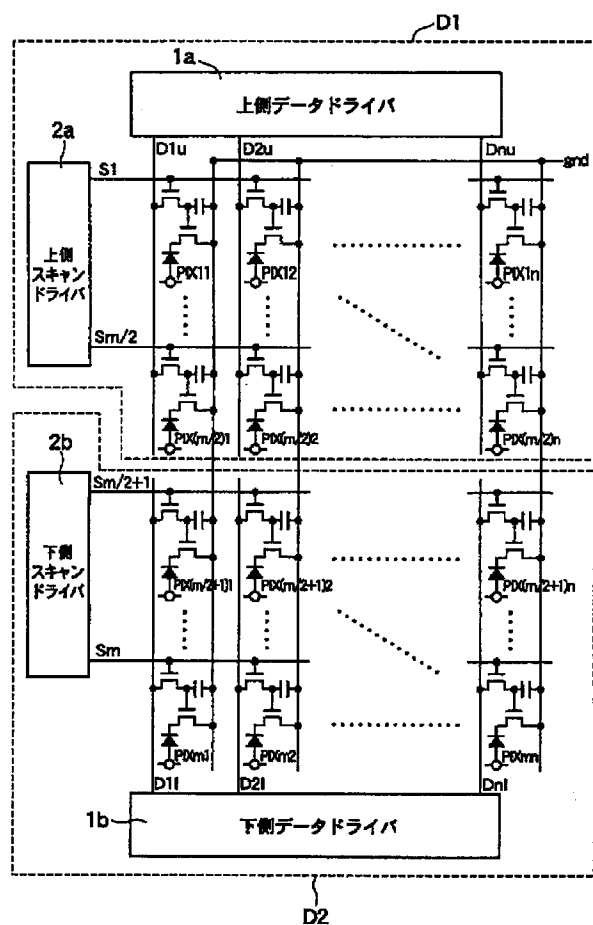 D1
1a
上側データドライバ
2a
D1u
D2u
Dnu
gnd
S1
上側
スキャン
ドライバ
PIX11
PIX12
PIX1n
Sm/2
PIX(m/2)1
PIX(m/2)2
PIX(m/2)n
2b
Sm/2+1
下側
スキャン
ドライバ
PIX(m/2+1)1
PIX(m/2+1)2
PIX(m/2+1)n
Sm
PIXm1
PIXm2
PIXmn
D1l
D2l
Dnl
1b
下側データドライバ
D2